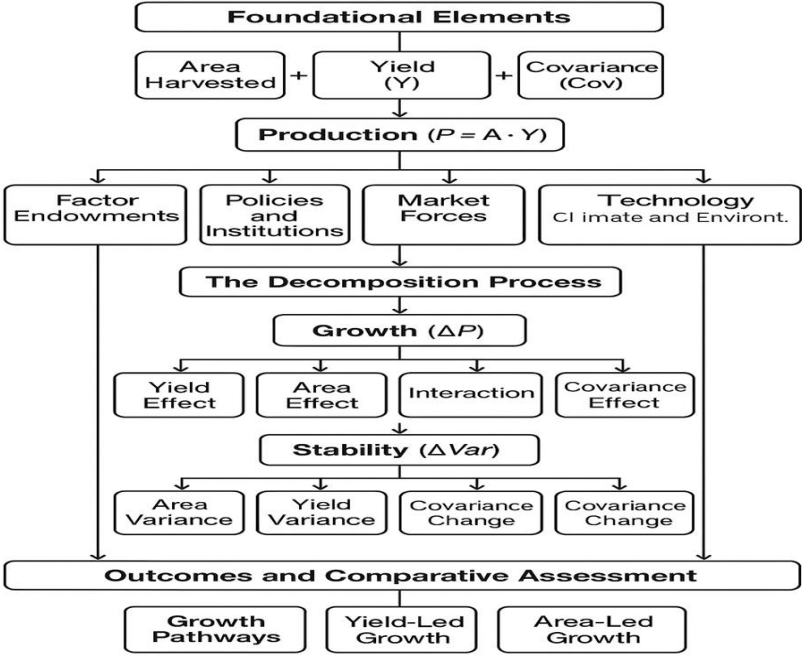 Foundational Elements
Area
Harvested
+
Yield
(Y)
+
Covariance
(Cov)
Production (P = A · Y)
Factor
Endowments
Policies
and
Institutions
Market
Forces
Technology
CI imate and Environt.
The Decomposition Process
Growth (ΔP)
Yield
Effect
Area
Effect
Interaction
Covariance
Effect
Stability (ΔVar)
Area
Variance
Yield
Variance
Covariance
Change
Covariance
Change
Outcomes and Comparative Assessment
Growth
Pathways
Yield-Led
Growth
Area-Led
Growth